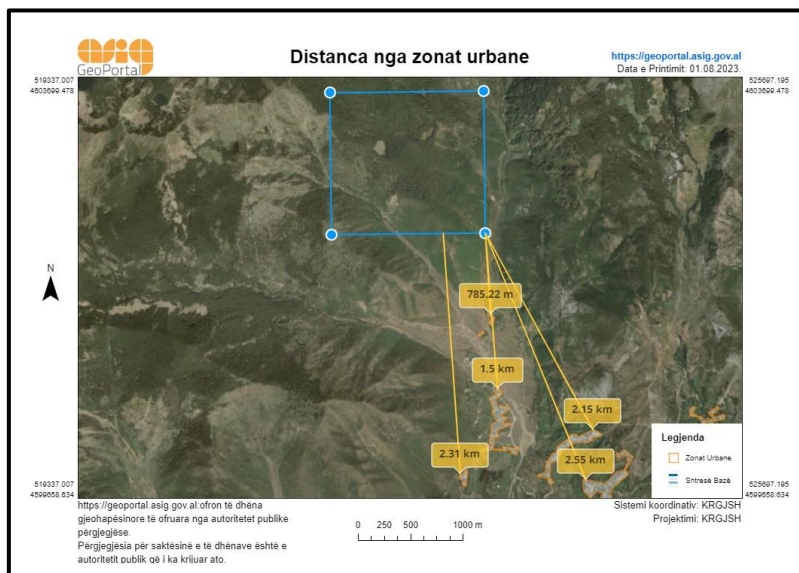 asig
GeoPortal
Distanca nga zonat urbane
https://geoportal.asig.gov.al
Data e Printimit: 01.08.2023.
519337.007
4603699.478
525697.195
4603699.478
N
785.22 m
1.5 km
2.15 km
2.31 km
2.55 km
Legjenda
Zonat Urbane
Shtresë Bazë
519337.007
4599658.634
525697.195
4599658.634
https://geoportal.asig.gov.al:ofron të dhëna
gjeohapësinore të ofruara nga autoritetet publike
përgjegjëse.
Përgjegjësia për saktësinë e të dhënave është e
autoritetit publik që i ka krijuar ato.
0 250 500 1000 m
Sistemi koordinativ: KRGJSH
Projektimi: KRGJSH